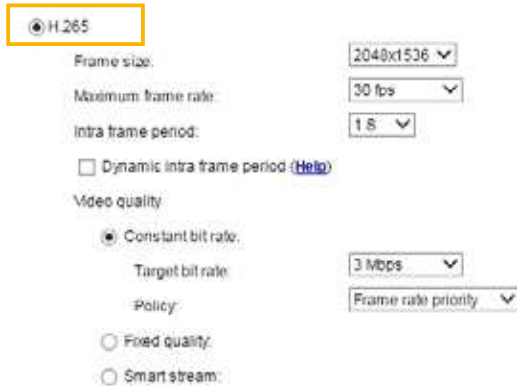 H.265
Frame size: 2048x1536
Maximum frame rate: 30 fps
Intra frame period: 1 S
Dynamic intra frame period (Help)
Video quality
Constant bit rate:
Target bit rate: 3 Mbps
Policy: Frame rate priority
Fixed quality:
Smart stream: